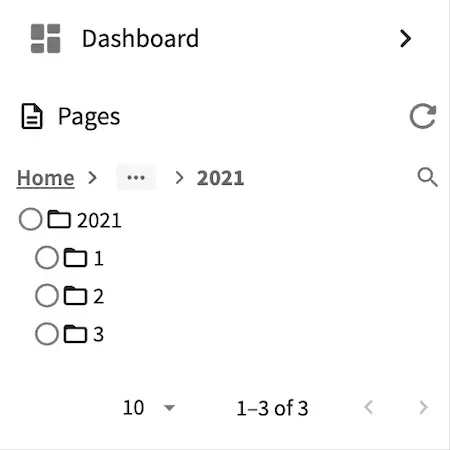 Dashboard
Pages
Home ... 2021
2021
1
2
3
10 1–3 of 3